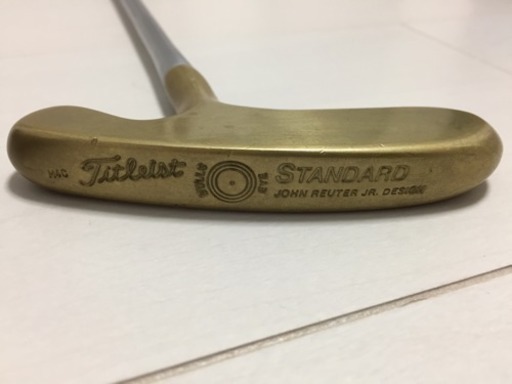 Titleist
BULLS EYE
STANDARD
JOHN REUTER JR. DESIGN